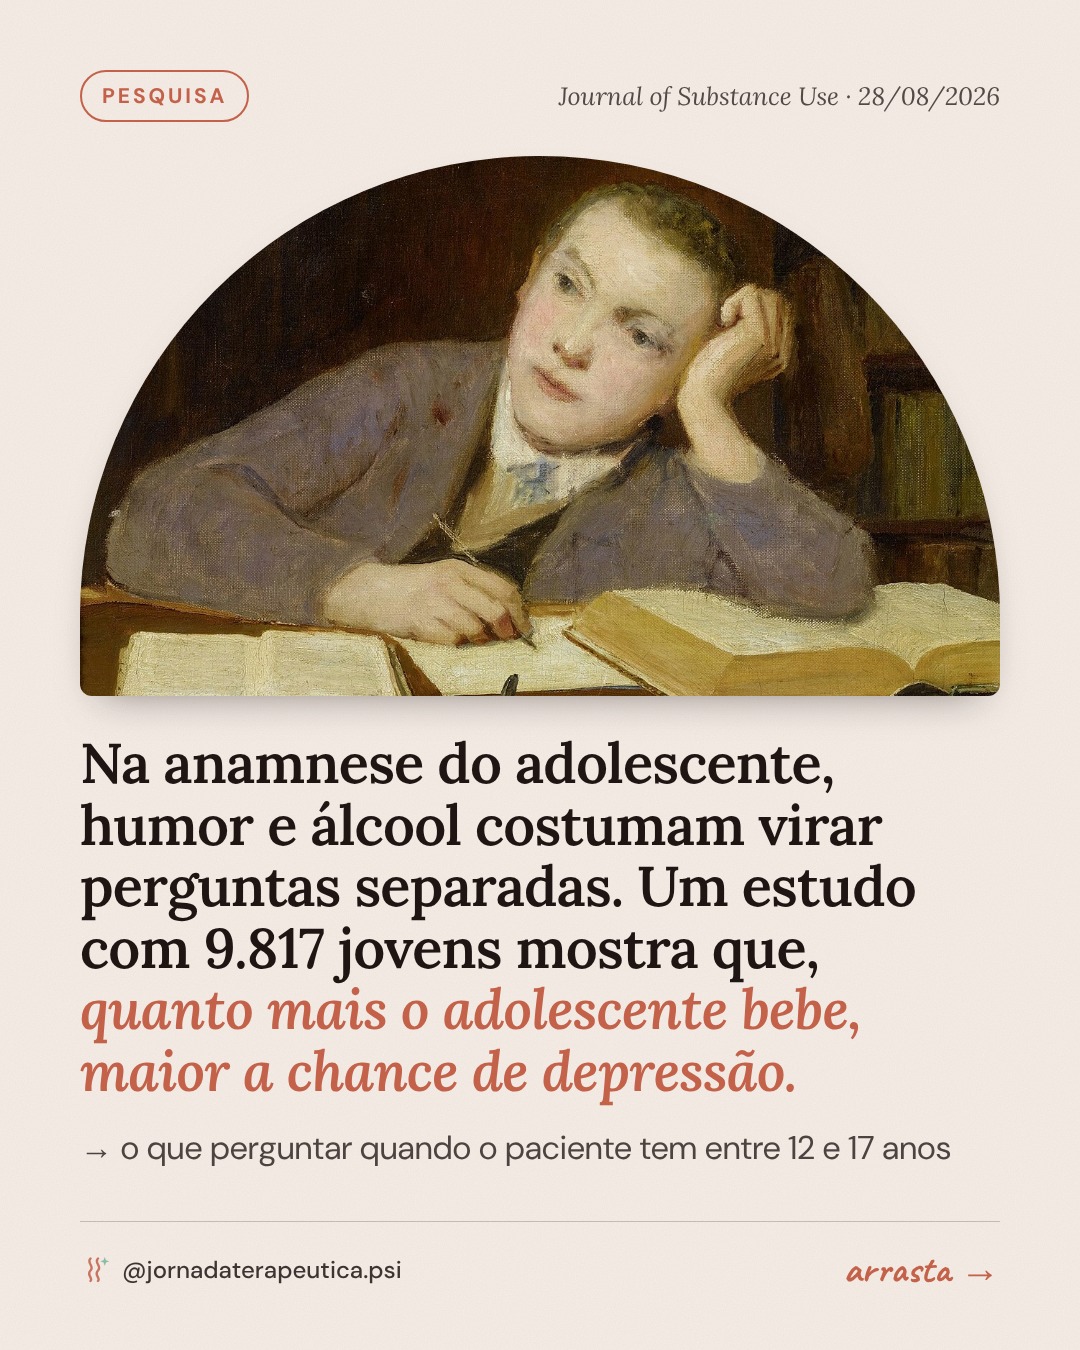 PESQUISA
Journal of Substance Use · 28/08/2026
Na anamnese do adolescente,
humor e álcool costumam virar
perguntas separadas. Um estudo
com 9.817 jovens mostra que,
quanto mais o adolescente bebe,
maior a chance de depressão.
→ o que perguntar quando o paciente tem entre 12 e 17 anos
@jornadaterapeutica.psi
arrasta →